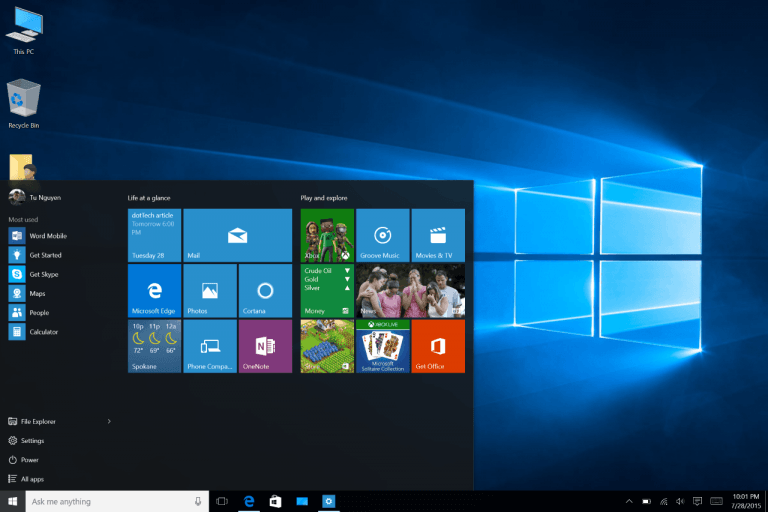 This PC
Recycle Bin
Tu Nguyen
Most used
Word Mobile
Get Started
Get Skype
Maps
People
Calculator
File Explorer
Settings
Power
All apps
Life at a glance
dotTech article
Tomorrow 6:00
PM
Tuesday 28
Mail
Microsoft Edge
Photos
Cortana
10p 11p 12a
72° 69° 66°
Spokane
Phone Compa...
OneNote
Play and explore
Xbox
Groove Music
Movies & TV
Crude Oil
Gold
Silver
Money
News
Store
XBOX LIVE
Microsoft
Solitaire Collection
Get Office
Ask me anything
10:01 PM
7/28/2015